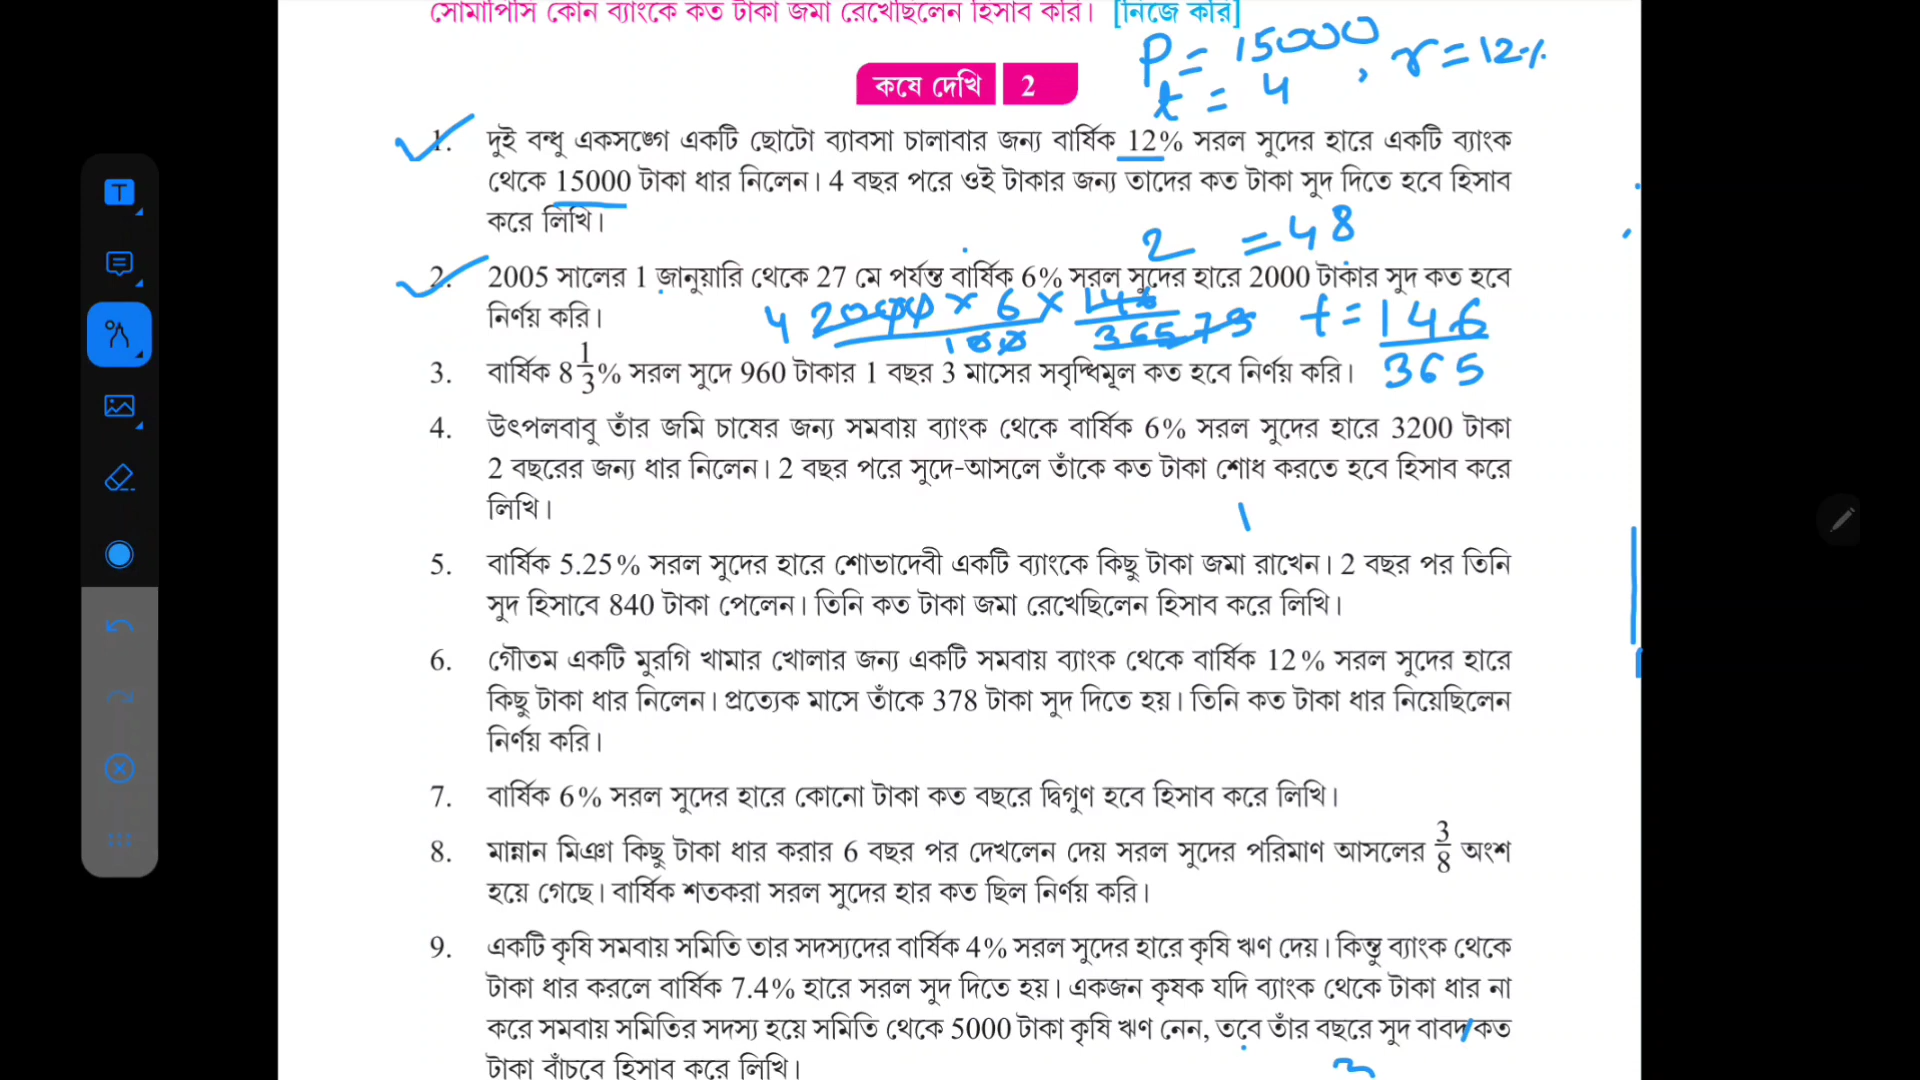 সোমাপিসি কোন ব্যাংকে কত টাকা জমা রেখেছিলেন হিসাব করি। [নিজে করি]
P = 15000, r = 12%
t = 4
কষে দেখি 2
1. দুই বন্ধু একসঙ্গে একটি ছোটো ব্যাবসা চালাবার জন্য বার্ষিক 12% সরল সুদের হারে একটি ব্যাংক
থেকে 15000 টাকা ধার নিলেন। 4 বছর পরে ওই টাকার জন্য তাদের কত টাকা সুদ দিতে হবে হিসাব
করে লিখি।
2 = 48
2. 2005 সালের 1 জানুয়ারি থেকে 27 মে পর্যন্ত বার্ষিক 6% সরল সুদের হারে 2000 টাকার সুদ কত হবে
নির্ণয় করি।
4 2000 × 6 × 146 t = 146
100 365 73 365
3. বার্ষিক 8 1/3% সরল সুদে 960 টাকার 1 বছর 3 মাসের সবৃদ্ধিমূল কত হবে নির্ণয় করি।
4. উৎপলবাবু তাঁর জমি চাষের জন্য সমবায় ব্যাংক থেকে বার্ষিক 6% সরল সুদের হারে 3200 টাকা
2 বছরের জন্য ধার নিলেন। 2 বছর পরে সুদে-আসলে তাঁকে কত টাকা শোধ করতে হবে হিসাব করে
লিখি।
5. বার্ষিক 5.25% সরল সুদের হারে শোভাদেবী একটি ব্যাংকে কিছু টাকা জমা রাখেন। 2 বছর পর তিনি
সুদ হিসাবে 840 টাকা পেলেন। তিনি কত টাকা জমা রেখেছিলেন হিসাব করে লিখি।
6. গৌতম একটি মুরগি খামার খোলার জন্য একটি সমবায় ব্যাংক থেকে বার্ষিক 12% সরল সুদের হারে
কিছু টাকা ধার নিলেন। প্রত্যেক মাসে তাঁকে 378 টাকা সুদ দিতে হয়। তিনি কত টাকা ধার নিয়েছিলেন
নির্ণয় করি।
7. বার্ষিক 6% সরল সুদের হারে কোনো টাকা কত বছরে দ্বিগুণ হবে হিসাব করে লিখি।
8. মান্নান মিঞা কিছু টাকা ধার করার 6 বছর পর দেখলেন দেয় সরল সুদের পরিমাণ আসলের 3/8 অংশ
হয়ে গেছে। বার্ষিক শতকরা সরল সুদের হার কত ছিল নির্ণয় করি।
9. একটি কৃষি সমবায় সমিতি তার সদস্যদের বার্ষিক 4% সরল সুদের হারে কৃষি ঋণ দেয়। কিন্তু ব্যাংক থেকে
টাকা ধার করলে বার্ষিক 7.4% হারে সরল সুদ দিতে হয়। একজন কৃষক যদি ব্যাংক থেকে টাকা ধার না
করে সমবায় সমিতির সদস্য হয়ে সমিতি থেকে 5000 টাকা কৃষি ঋণ নেন, তবে তাঁর বছরে সুদ বাবদ কত
টাকা বাঁচবে হিসাব করে লিখি।